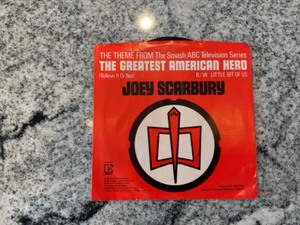 THE THEME FROM The Smash ABC Television Series
THE GREATEST AMERICAN HERO
(Believe It Or Not) B/W LITTLE BIT OF US
JOEY SCARBURY